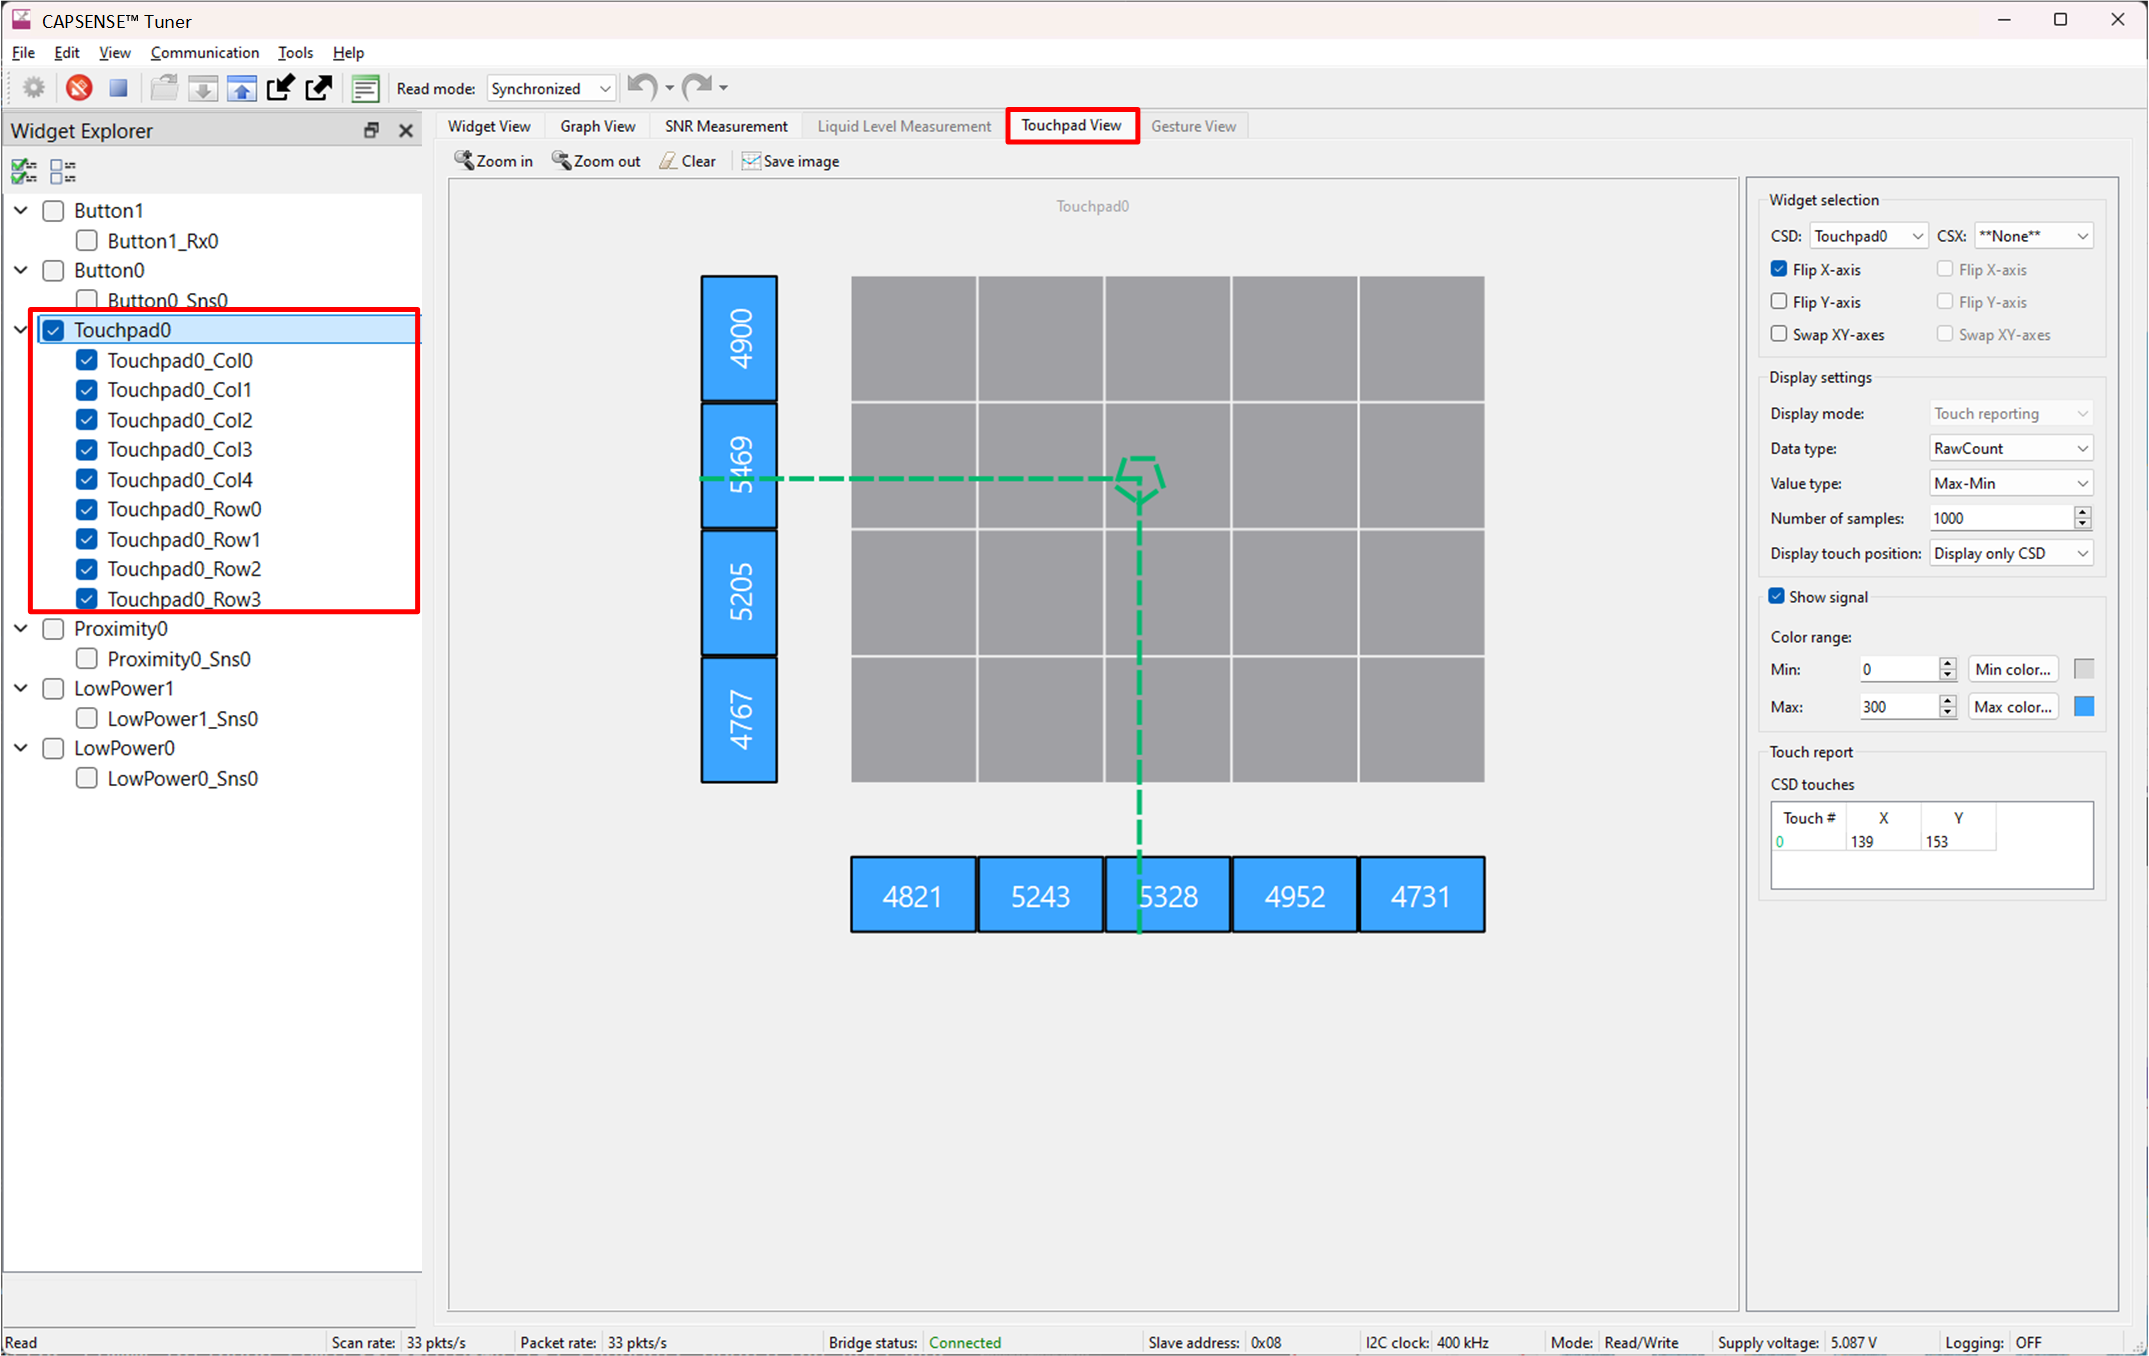 CAPSENSE™ Tuner
File Edit View Communication Tools Help
Read mode: Synchronized
Widget Explorer
Button1
Button1_Rx0
Button0
Button0_Sns0
Touchpad0
Touchpad0_Col0
Touchpad0_Col1
Touchpad0_Col2
Touchpad0_Col3
Touchpad0_Col4
Touchpad0_Row0
Touchpad0_Row1
Touchpad0_Row2
Touchpad0_Row3
Proximity0
Proximity0_Sns0
LowPower1
LowPower1_Sns0
LowPower0
LowPower0_Sns0
Widget View Graph View SNR Measurement Liquid Level Measurement Touchpad View Gesture View
Zoom in Zoom out Clear Save image
Touchpad0
4900
5469
5205
4767
4821 5243 5328 4952 4731
Widget selection
CSD: Touchpad0 CSX: **None**
Flip X-axis Flip X-axis
Flip Y-axis Flip Y-axis
Swap XY-axes Swap XY-axes
Display settings
Display mode: Touch reporting
Data type: RawCount
Value type: Max-Min
Number of samples: 1000
Display touch position: Display only CSD
Show signal
Color range:
Min: 0 Min color...
Max: 300 Max color...
Touch report
CSD touches
Touch # X Y
0 139 153
Read Scan rate: 33 pkts/s Packet rate: 33 pkts/s Bridge status: Connected Slave address: 0x08 I2C clock: 400 kHz Mode: Read/Write Supply voltage: 5.087 V Logging: OFF